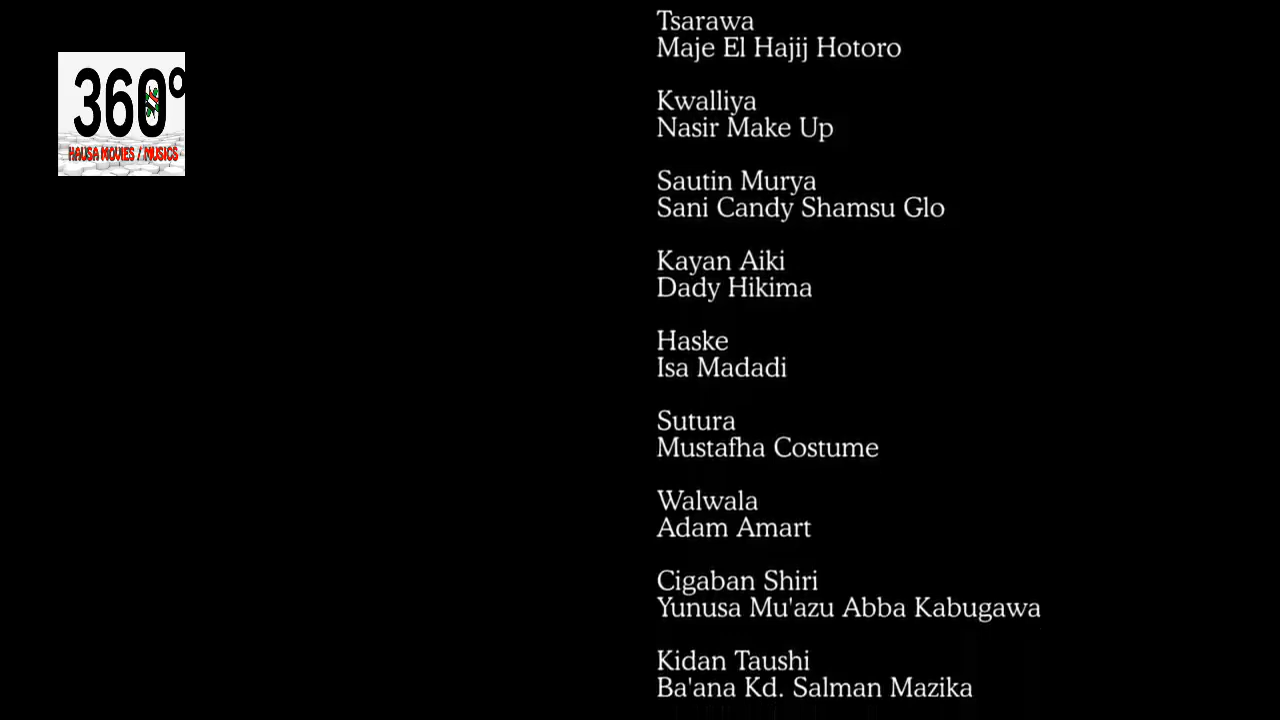 360°
HAUSA MOVIES / MUSICS
Tsarawa
Maje El Hajij Hotoro
Kwalliya
Nasir Make Up
Sautin Murya
Sani Candy Shamsu Glo
Kayan Aiki
Dady Hikima
Haske
Isa Madadi
Sutura
Mustafha Costume
Walwala
Adam Amart
Cigaban Shiri
Yunusa Mu'azu Abba Kabugawa
Kidan Taushi
Ba'ana Kd. Salman Mazika